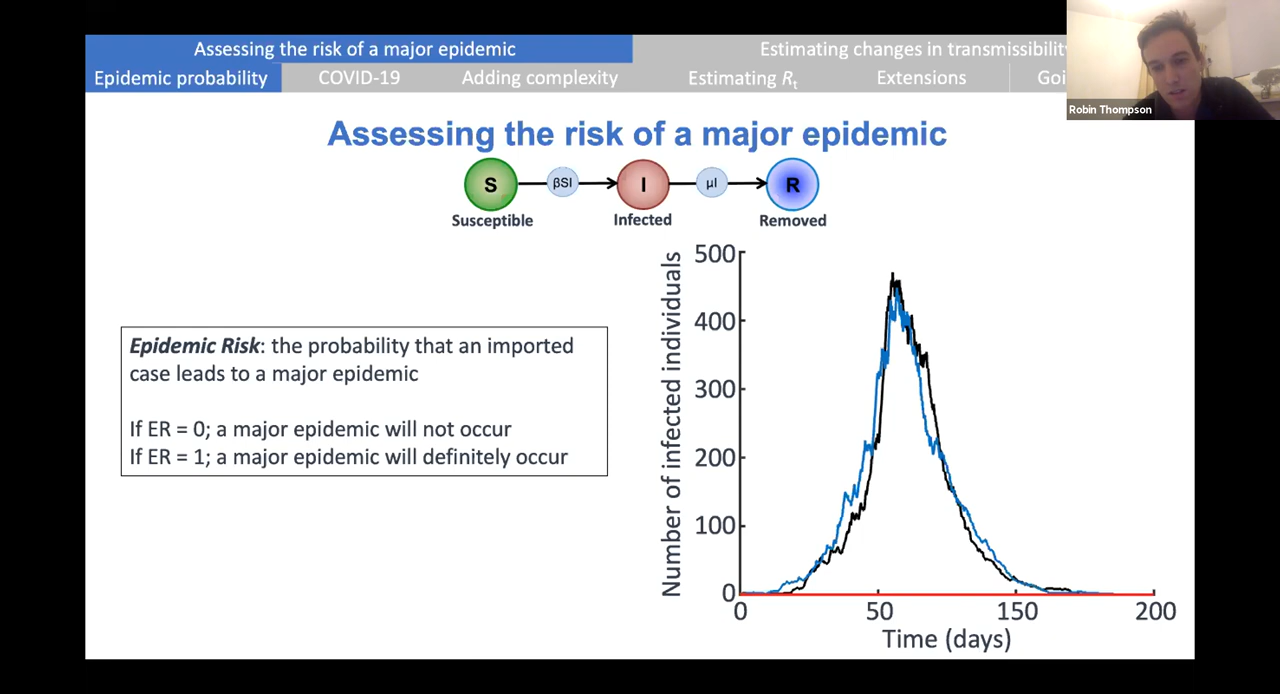 Assessing the risk of a major epidemic
Estimating changes in transmissibility
Epidemic probability
COVID-19
Adding complexity
Estimating Rt
Extensions
Robin Thompson
Assessing the risk of a major epidemic
S
βSI
I
μI
R
Susceptible
Infected
Removed
Epidemic Risk: the probability that an imported
case leads to a major epidemic
If ER = 0; a major epidemic will not occur
If ER = 1; a major epidemic will definitely occur
Number of infected individuals
500
400
300
200
100
0
0
50
150
200
Time (days)